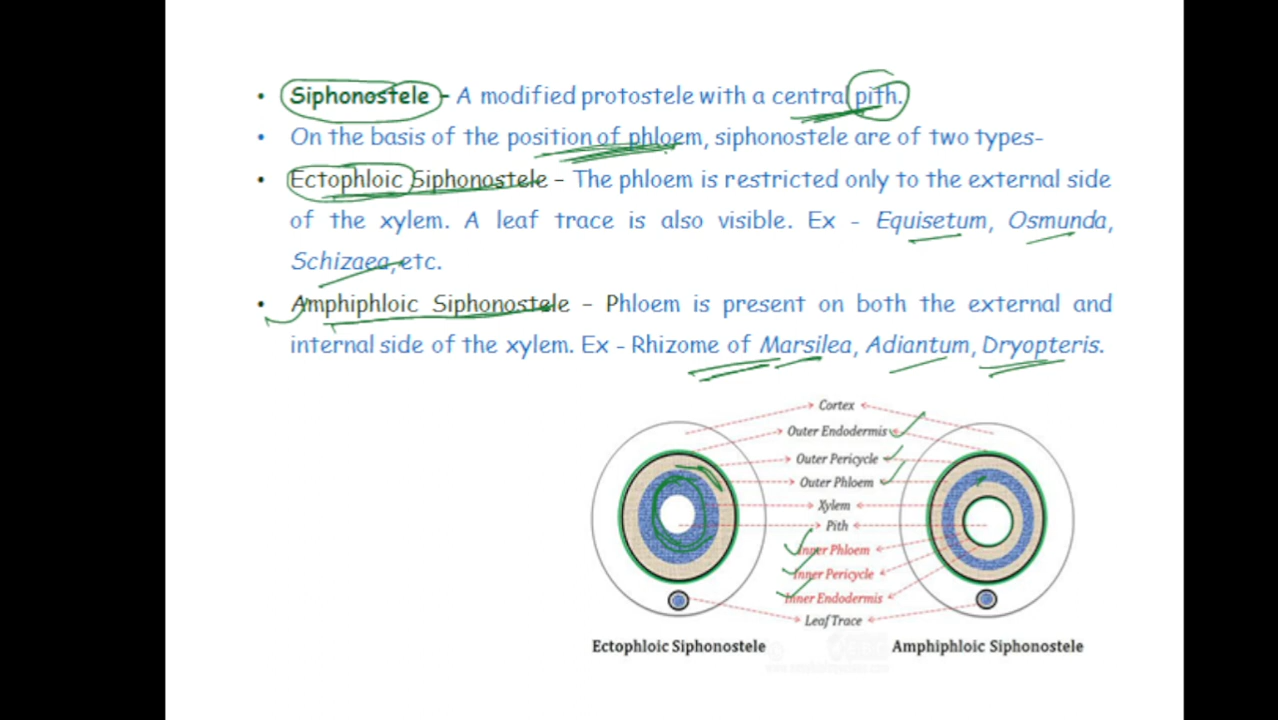 • Siphonostele - A modified protostele with a central pith.
• On the basis of the position of phloem, siphonostele are of two types-
• Ectophloic Siphonostele – The phloem is restricted only to the external side
of the xylem. A leaf trace is also visible. Ex - Equisetum, Osmunda,
Schizaea, etc.
• Amphiphloic Siphonostele – Phloem is present on both the external and
internal side of the xylem. Ex - Rhizome of Marsilea, Adiantum, Dryopteris.
Cortex
Outer Endodermis
Outer Pericycle
Outer Phloem
Xylem
Pith
Inner Phloem
Inner Pericycle
Inner Endodermis
Leaf Trace
Ectophloic Siphonostele
Amphiphloic Siphonostele